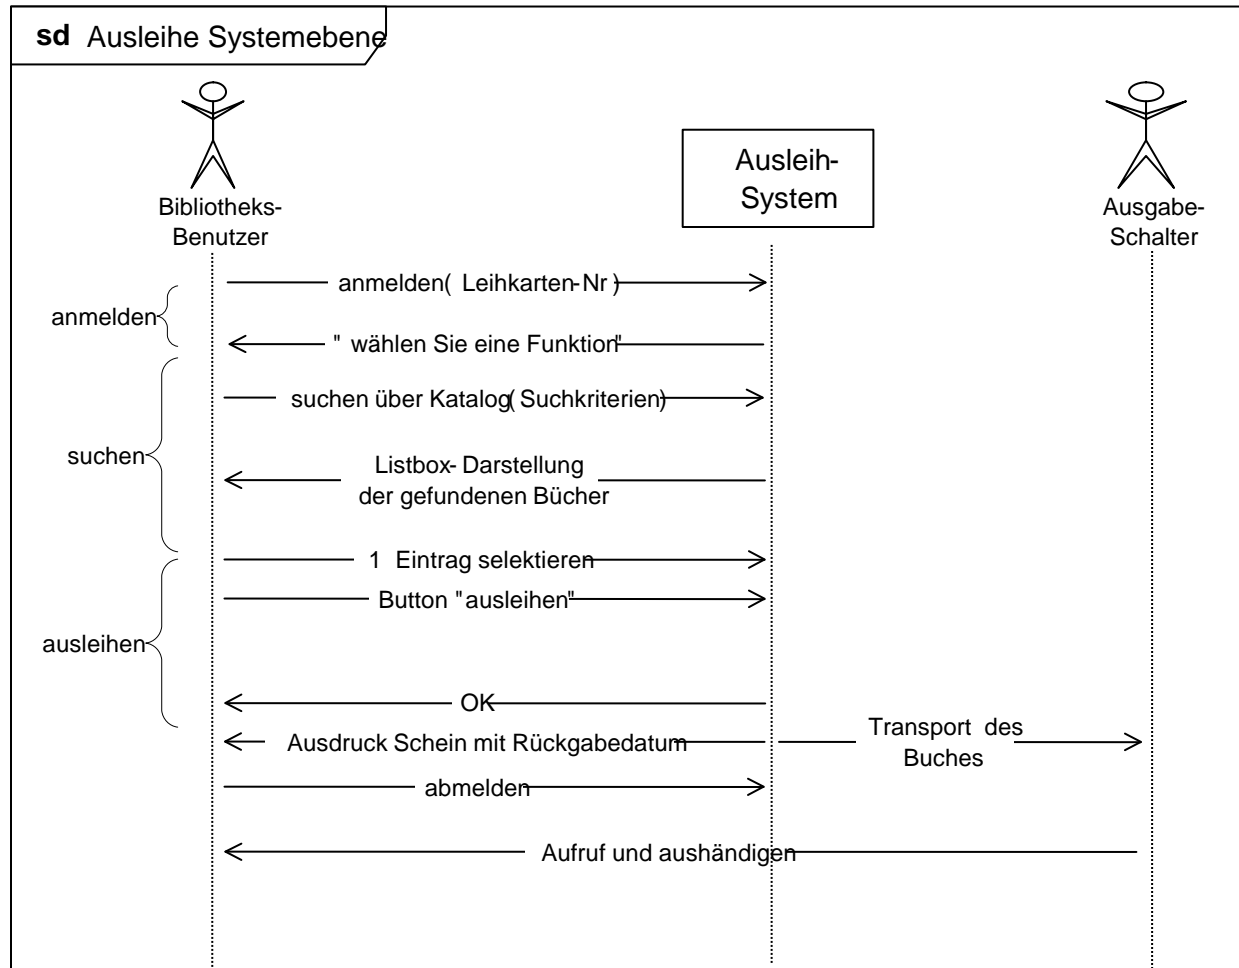 sd Ausleihe Systemebene
Bibliotheks-
Benutzer
Ausleih-
System
Ausgabe-
Schalter
anmelden
anmelden( Leihkarten-Nr )
" wählen Sie eine Funktion"
suchen
suchen über Katalog( Suchkriterien)
Listbox- Darstellung
der gefundenen Bücher
ausleihen
1 Eintrag selektieren
Button "ausleihen"
OK
Ausdruck Schein mit Rückgabedatum
Transport des
Buches
abmelden
Aufruf und aushändigen